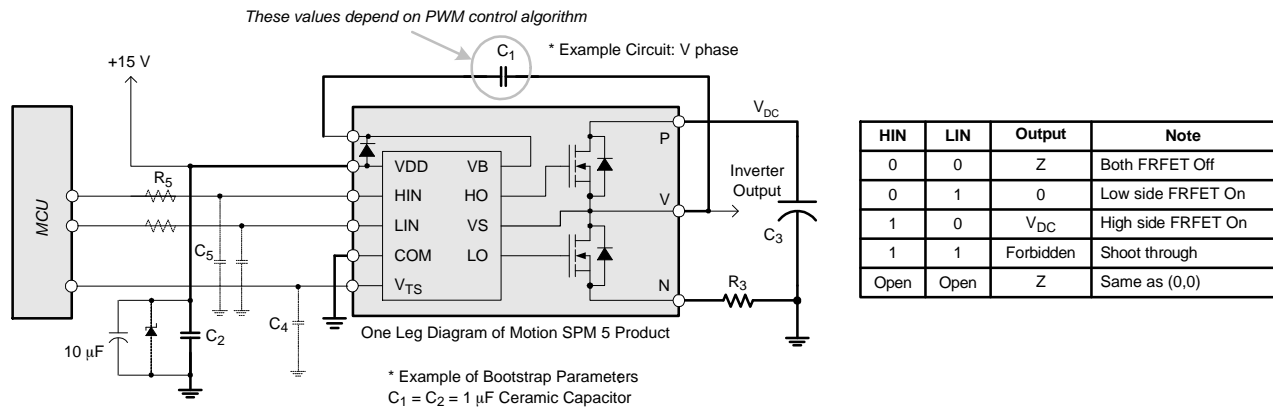 These values depend on PWM control algorithm
C1
* Example Circuit: V phase
+15 V
VDC
P
MCU
R5
VDD
VB
HIN
HO
Inverter
Output
V
LIN
VS
C3
C5
COM
LO
VTS
N
R3
C4
10 μF
C2
One Leg Diagram of Motion SPM 5 Product
* Example of Bootstrap Parameters
C1 = C2 = 1 μF Ceramic Capacitor
HIN LIN Output Note
0 0 Z Both FRFET Off
0 1 0 Low side FRFET On
1 0 VDC High side FRFET On
1 1 Forbidden Shoot through
Open Open Z Same as (0,0)